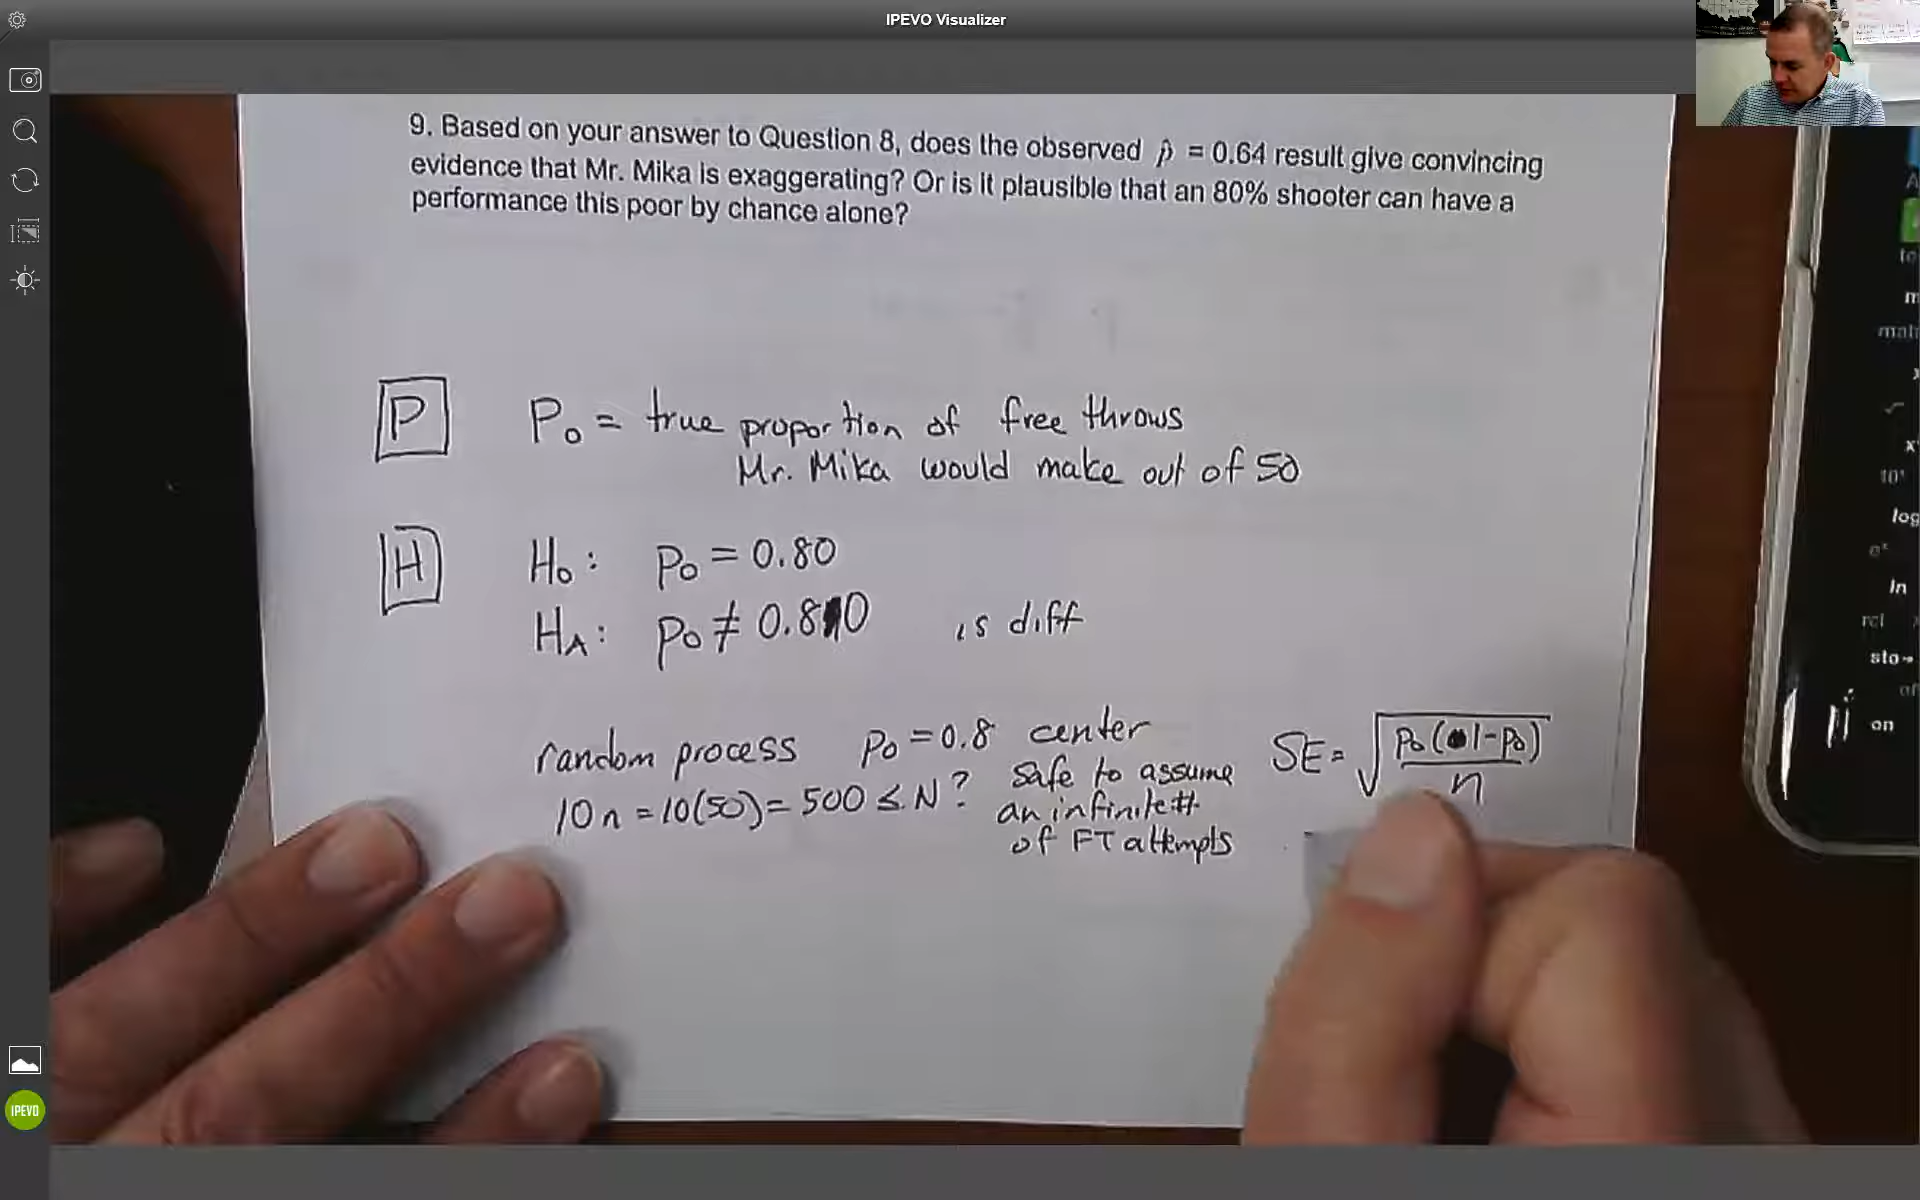 IPEVO Visualizer
9. Based on your answer to Question 8, does the observed p̂ = 0.64 result give convincing
evidence that Mr. Mika is exaggerating? Or is it plausible that an 80% shooter can have a
performance this poor by chance alone?
P P₀ = true proportion of free throws
Mr. Mika would make out of 50
H H₀: p₀ = 0.80
H_A: p₀ ≠ 0.80 is diff
random process p₀ = 0.8 center
SE = √(p₀(1-p₀)/n)
10n = 10(50) = 500 ≤ N? safe to assume
an infinite #
of FT attempts
log
ln
sto→
on
IPEVO